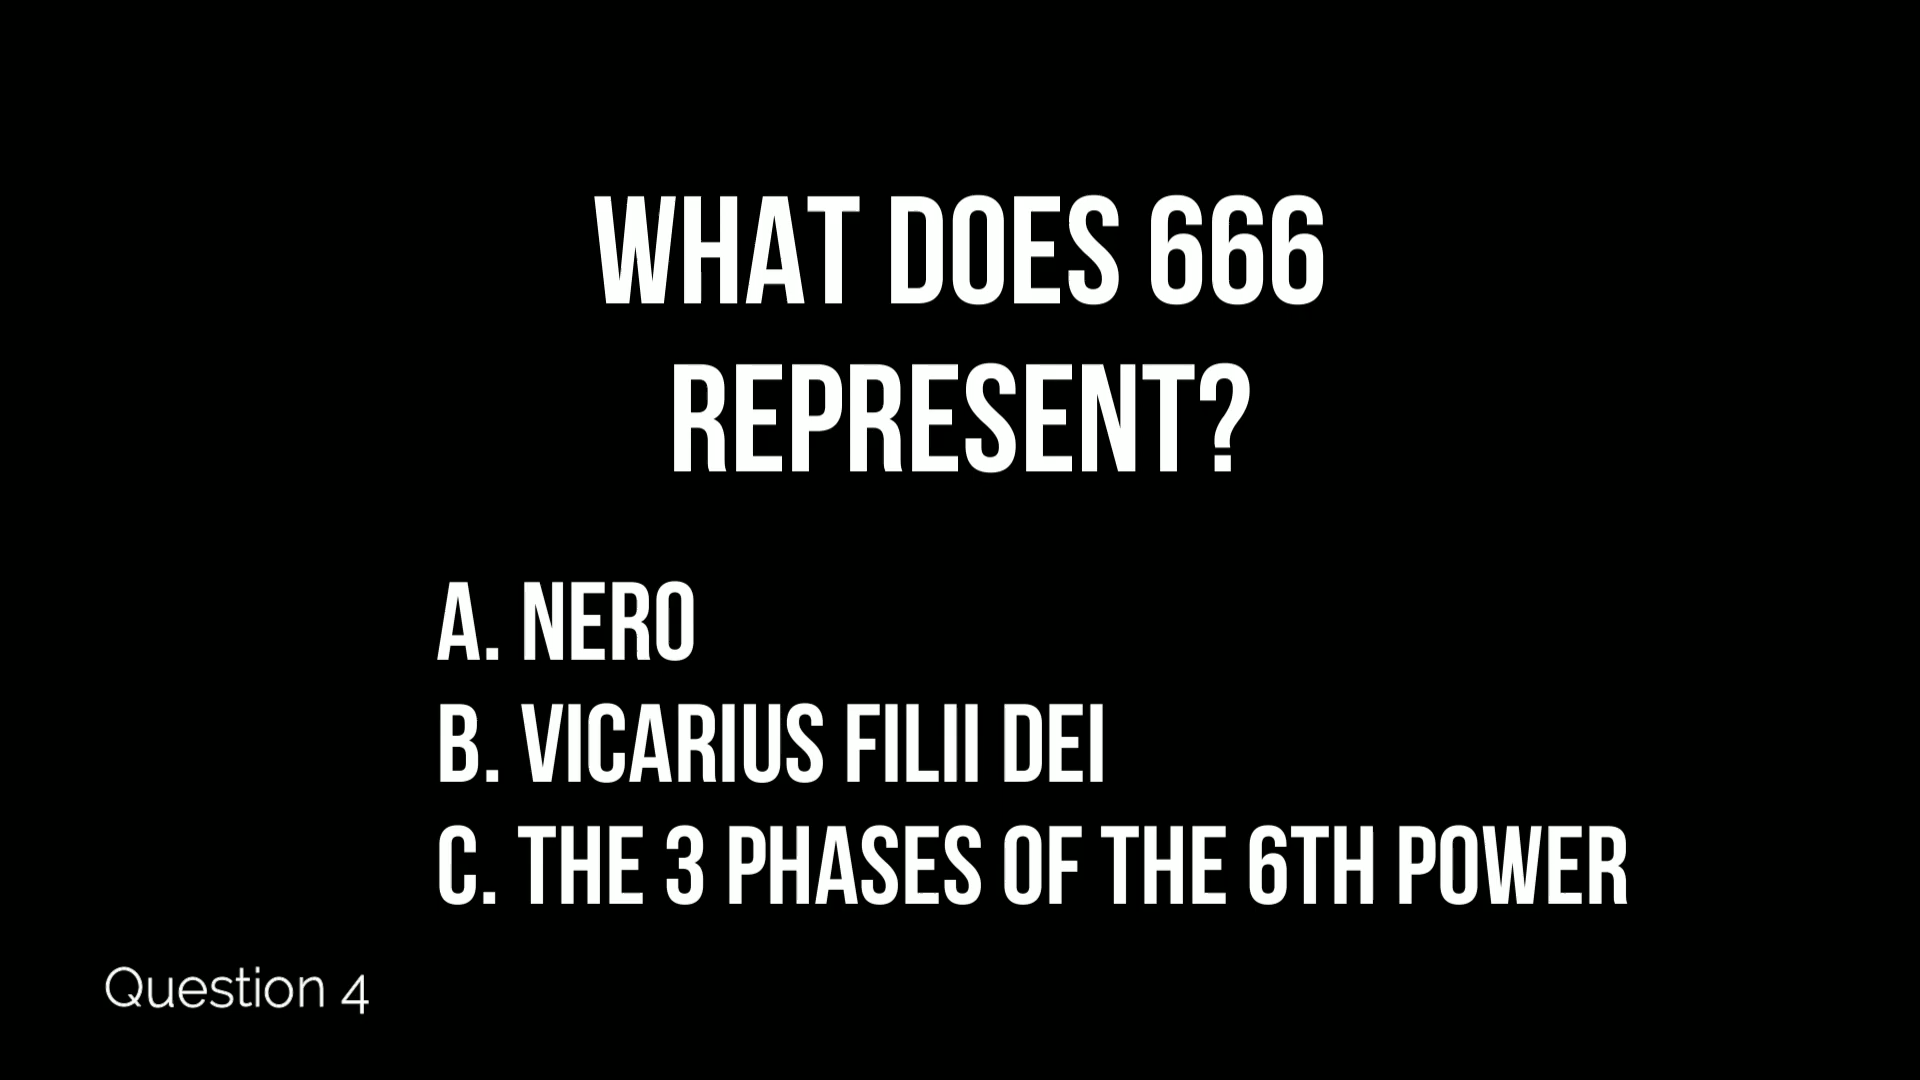 WHAT DOES 666
REPRESENT?
A. NERO
B. VICARIUS FILII DEI
C. THE 3 PHASES OF THE 6TH POWER
Question 4